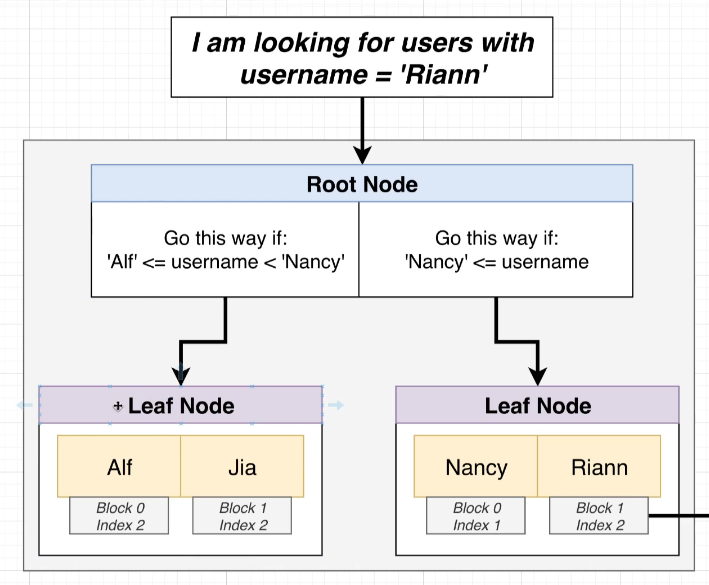 I am looking for users with
username = 'Riann'
Root Node
Go this way if:
'Alf' <= username < 'Nancy'
Go this way if:
'Nancy' <= username
Leaf Node
Alf
Jia
Block 0
Index 2
Block 1
Index 2
Leaf Node
Nancy
Riann
Block 0
Index 1
Block 1
Index 2